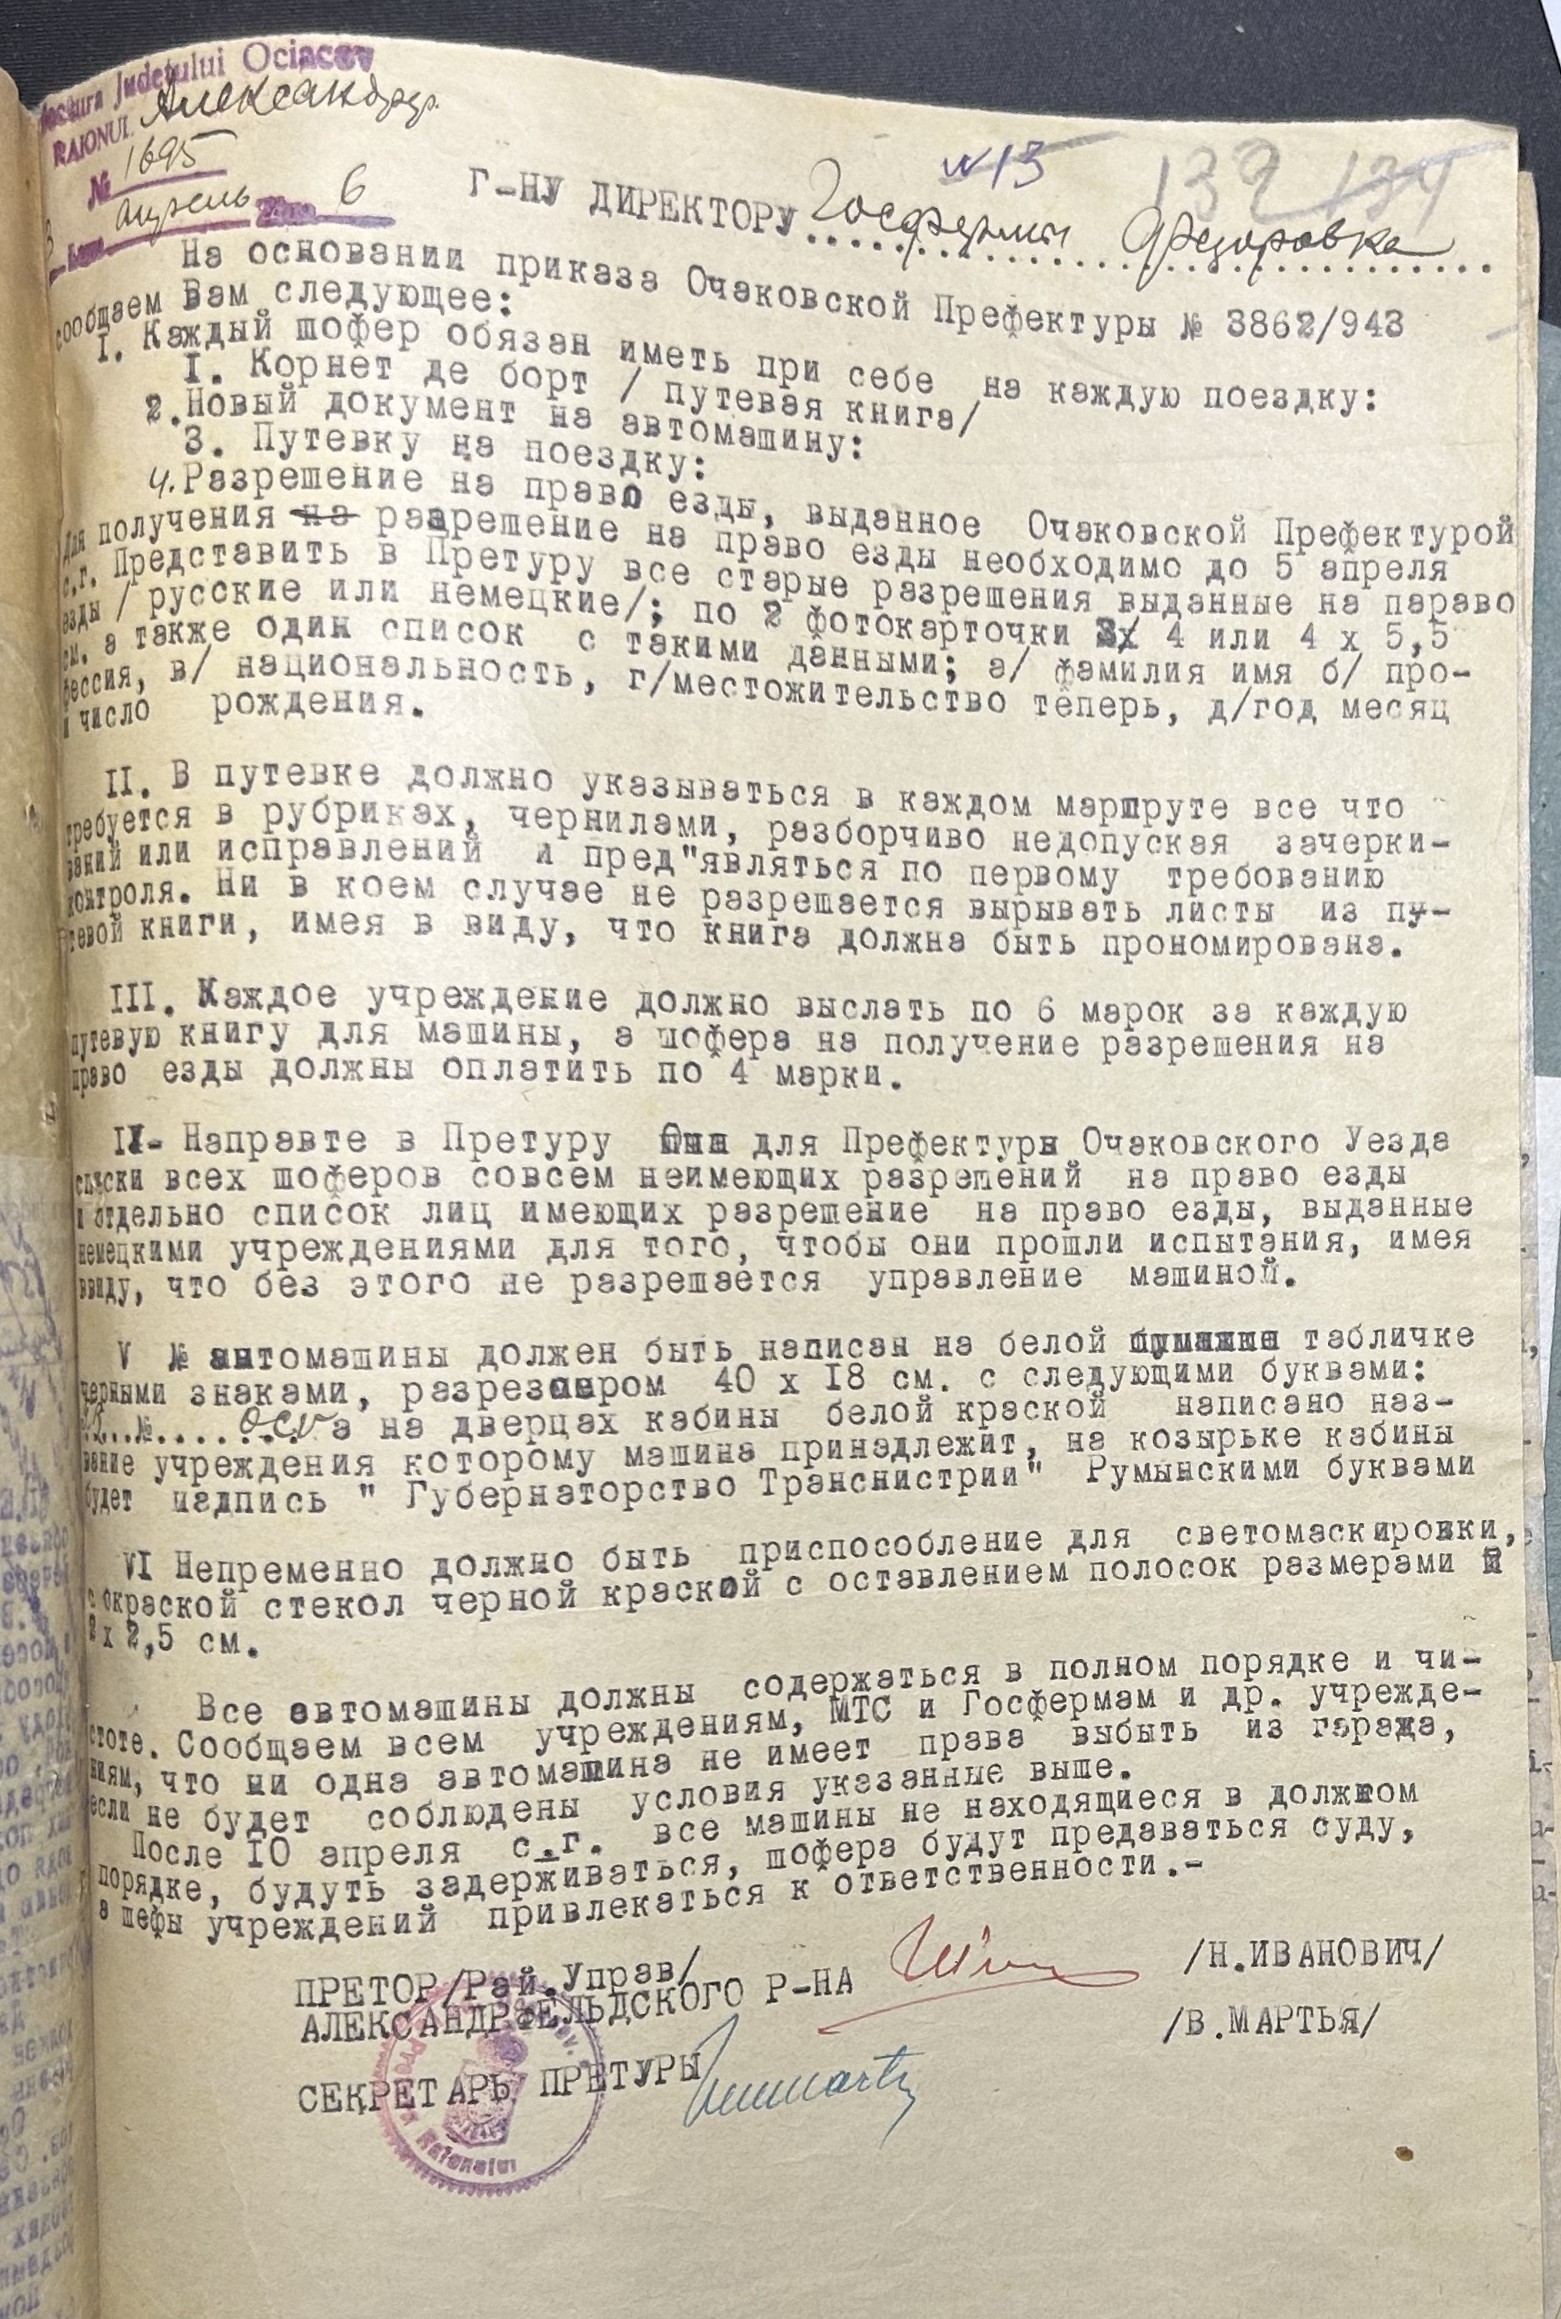 Județului Ociacov
RAIONUL Александрр.
№ 1695
Luna апрель Ziua 6
№13 132 134
Г-НУ ДИРЕКТОРУ Госфермы Федоровка
На основании приказа Очаковской Префектуры № 3862/943
сообщаем Вам следующее:
I. Каждый шофер обязан иметь при себе на каждую поездку:
I. Корнет де борт / путевая книга/
2. Новый документ на автомашину:
3. Путевку на поездку:
4. Разрешение на право езды, выданное Очаковской Префектурой
Для получения на разрешение на право езды необходимо до 5 апреля
с.г. Представить в Претуру все старые разрешения выданные на параво
езды / русские или немецкие/; по 2 фотокарточки 3х 4 или 4 х 5,5
см. а также один список с такими данными; а/ фамилия имя б/ про-
фессия, в/ национальность, г/местожительство теперь, д/год месяц
и число рождения.
II. В путевке должно указываться в каждом маршруте все что
требуется в рубриках, чернилами, разборчиво недопуская зачерки-
ваний или исправлений и пред"являться по первому требованию
контроля. Ни в коем случае не разрешается вырывать листы из пу-
тевой книги, имея в виду, что книга должна быть прономирована.
III. Каждое учреждение должно выслать по 6 марок за каждую
путевую книгу для машины, а шофера на получение разрешения на
право езды должны оплатить по 4 марки.
IV- Направте в Претуру для Префектуры Очаковского Уезда
списки всех шоферов совсем неимеющих разрешений на право езды
и отдельно список лиц имеющих разрешение на право езды, выданные
немецкими учреждениями для того, чтобы они прошли испытания, имея
ввиду, что без этого не разрешается управление машиной.
V № автомашины должен быть написан на белой табличке
черными знаками, разрезмером 40 х I8 см. с следующими буквами:
..№...... OCV а на дверцах кабины белой краской написано наз-
вание учреждения которому машина принадлежит, на козырьке кабины
будет надпись " Губернаторство Транснистрии" Румынскими буквами
VI Непременно должно быть приспособление для светомаскировки,
с окраской стекол черной краской с оставлением полосок размерами
2 х 2,5 см.
Все автомашины должны содержаться в полном порядке и чи-
стоте. Сообщаем всем учреждениям, МТС и Госфермам и др. учрежде-
ниям, что ни одна автомашина не имеет права выбыть из гаража,
если не будет соблюдены условия указанные выше.
После IO апреля с.г. все машины не находящиеся в должном
порядке, будуть задерживаться, шофера будут предаваться суду,
а шефы учреждений привлекаться к ответственности.-
ПРЕТОР/Рай.Управ/
АЛЕКСАНДРФЕЛЬДСКОГО Р-НА /Н.ИВАНОВИЧ/
/В.МАРТЬЯ/
СЕКРЕТАРЬ ПРЕТУРЫ
Raionului